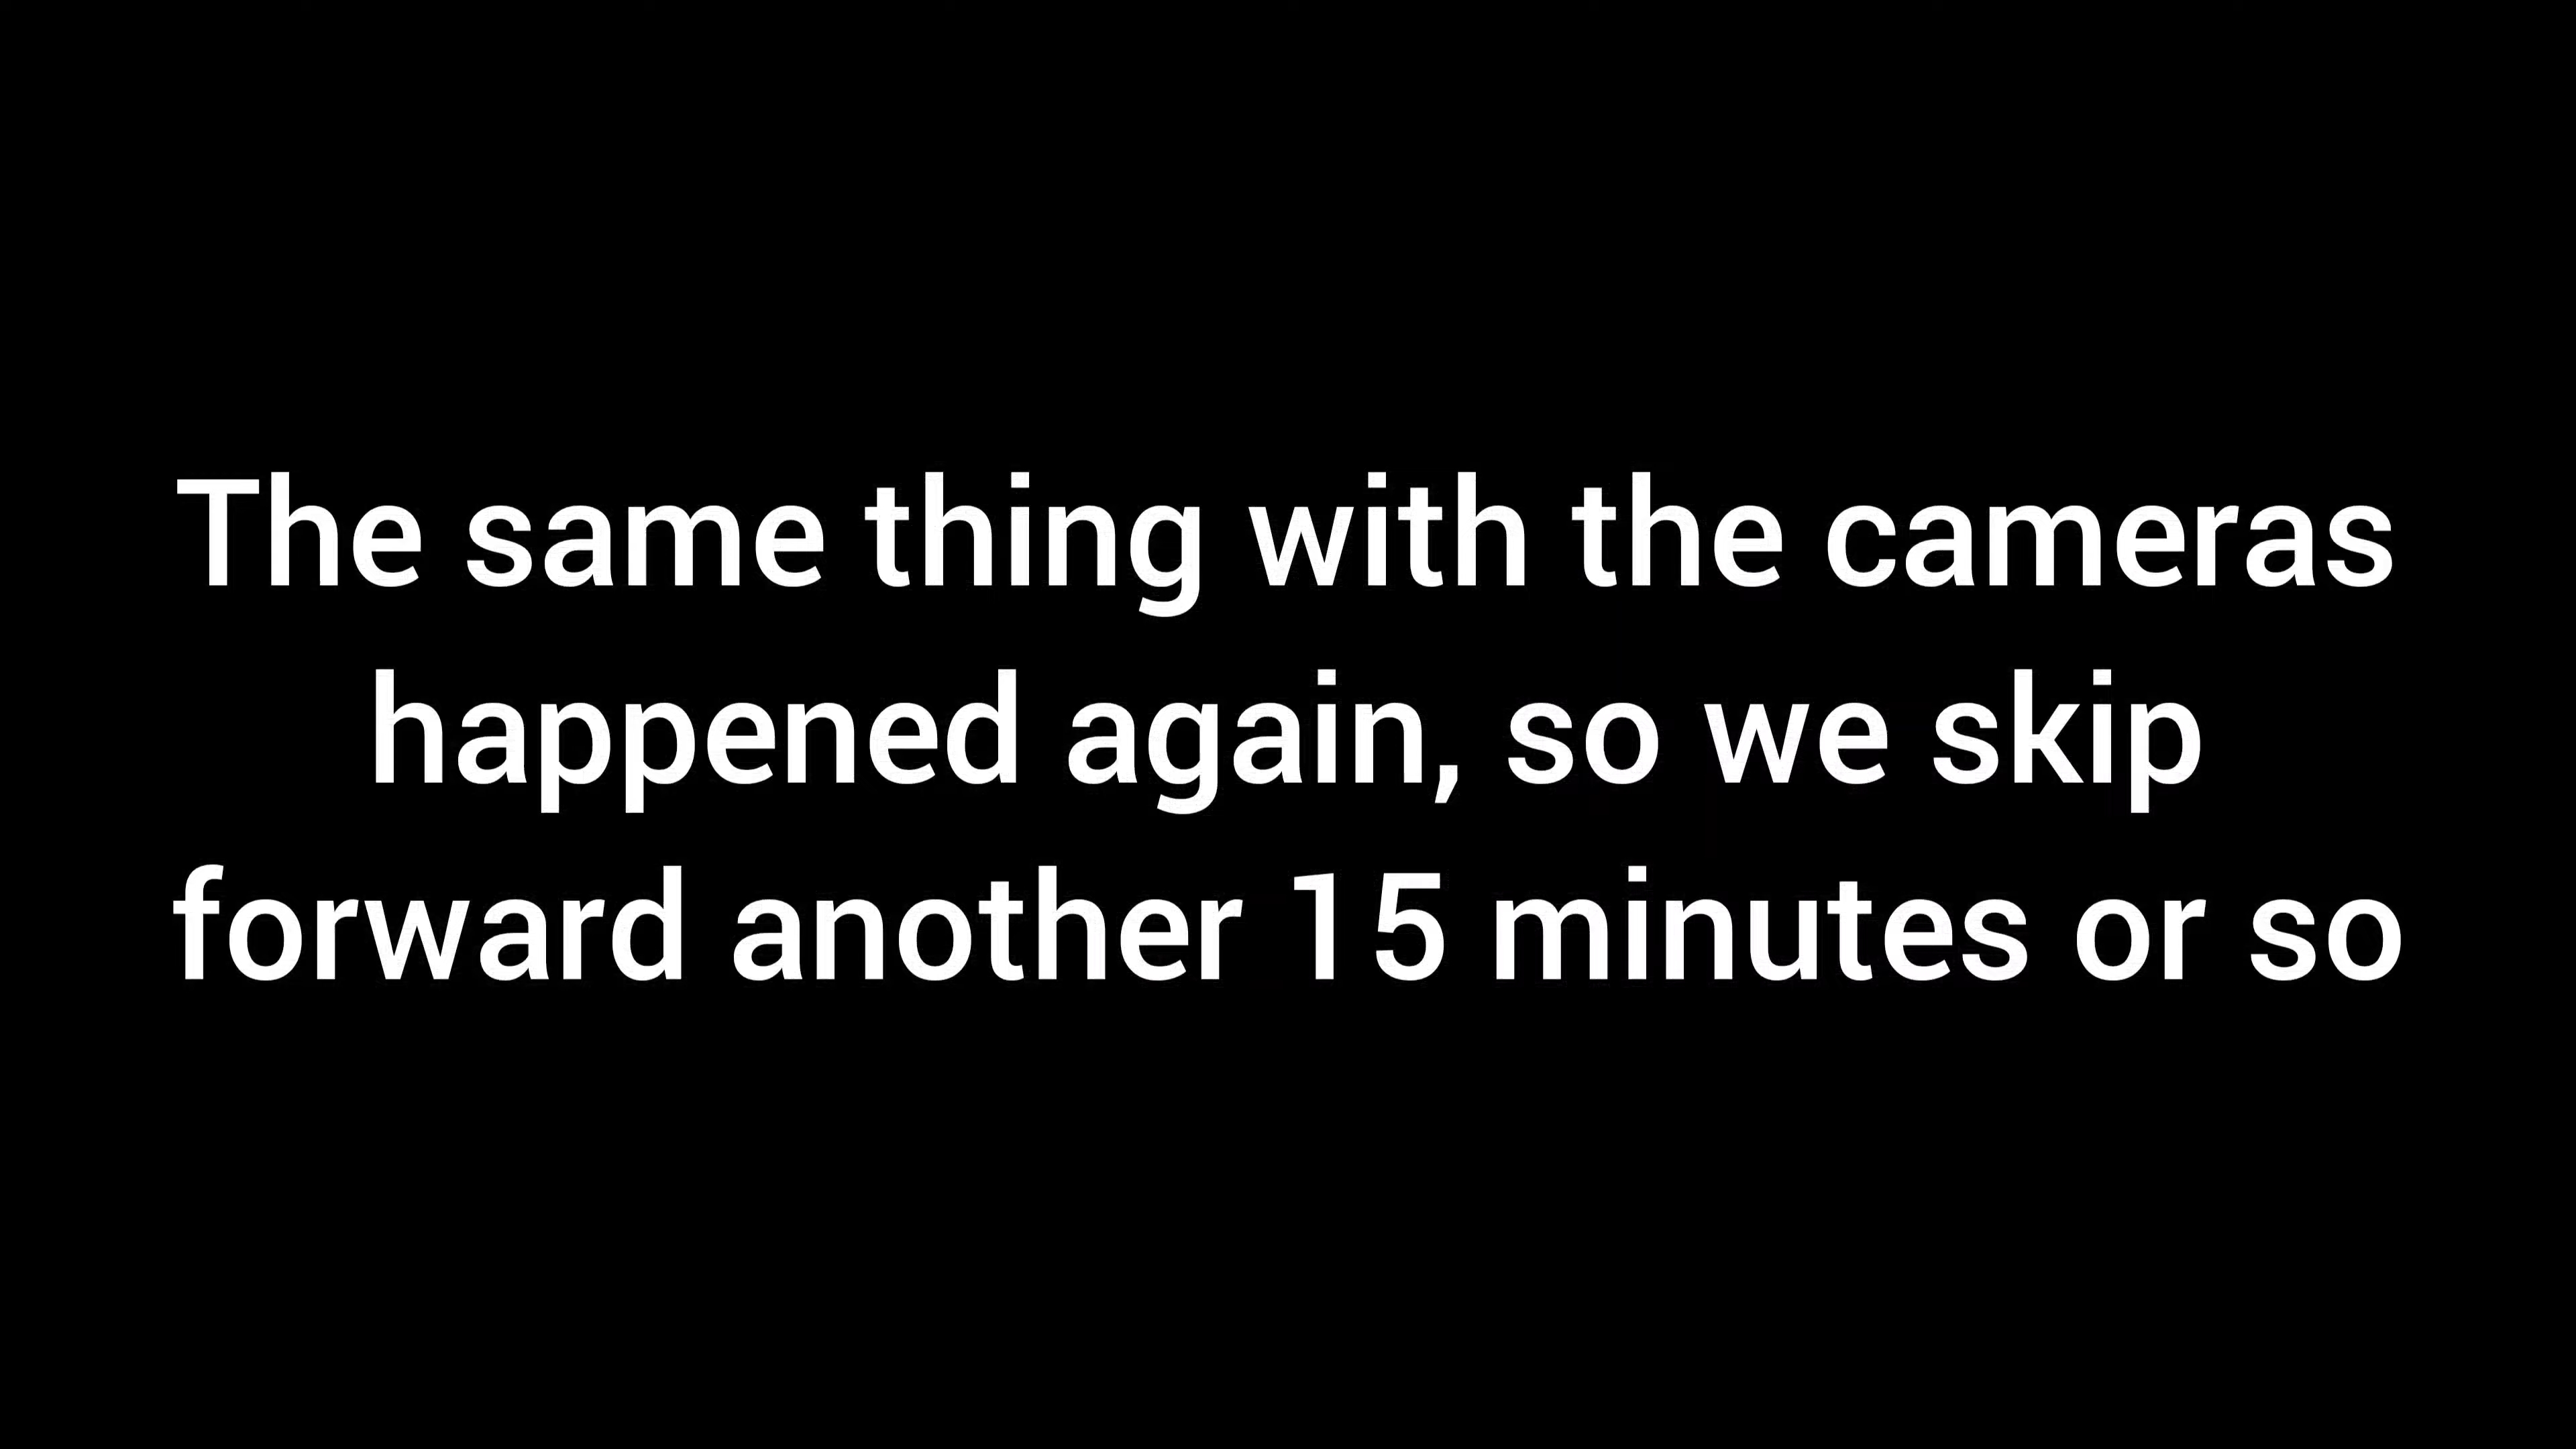 The same thing with the cameras
happened again, so we skip
forward another 15 minutes or so